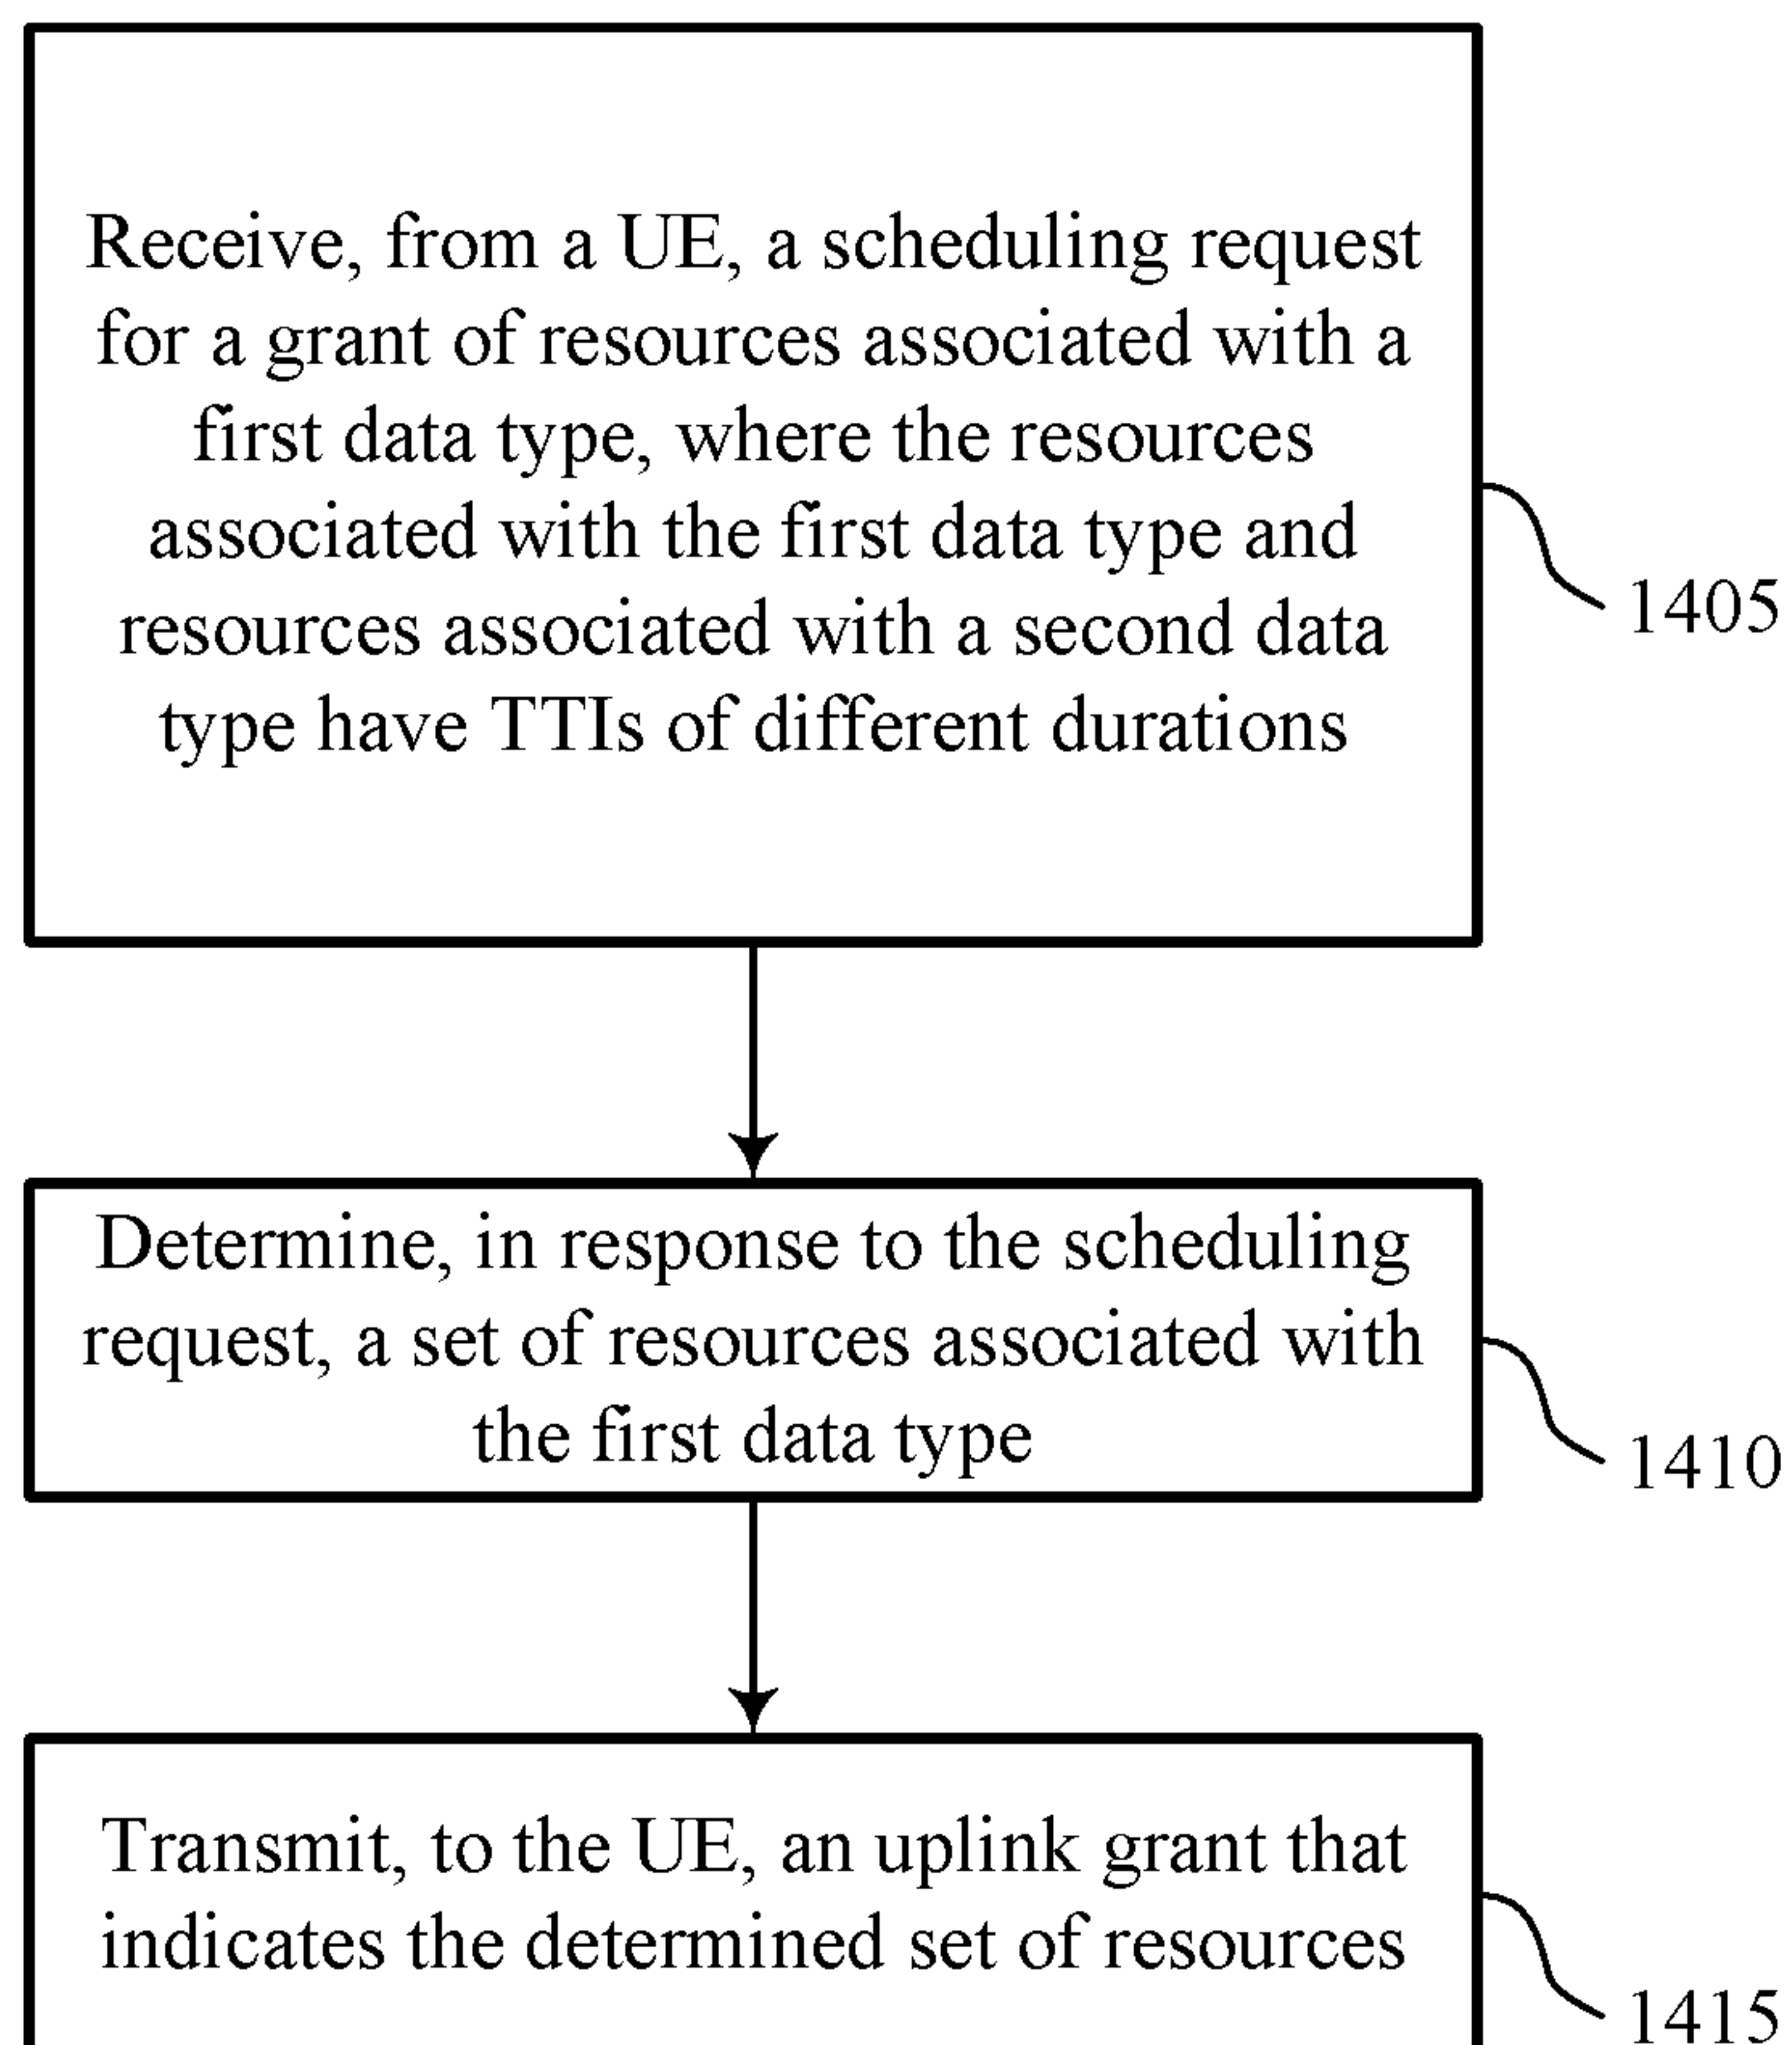 Receive, from a UE, a scheduling request
for a grant of resources associated with a
first data type, where the resources
associated with the first data type and
resources associated with a second data
type have TTIs of different durations
1405
Determine, in response to the scheduling
request, a set of resources associated with
the first data type
1410
Transmit, to the UE, an uplink grant that
indicates the determined set of resources
1415